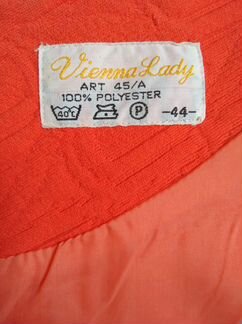 Vienna Lady
ART 45/A
100% POLYESTER
40°C P -44-